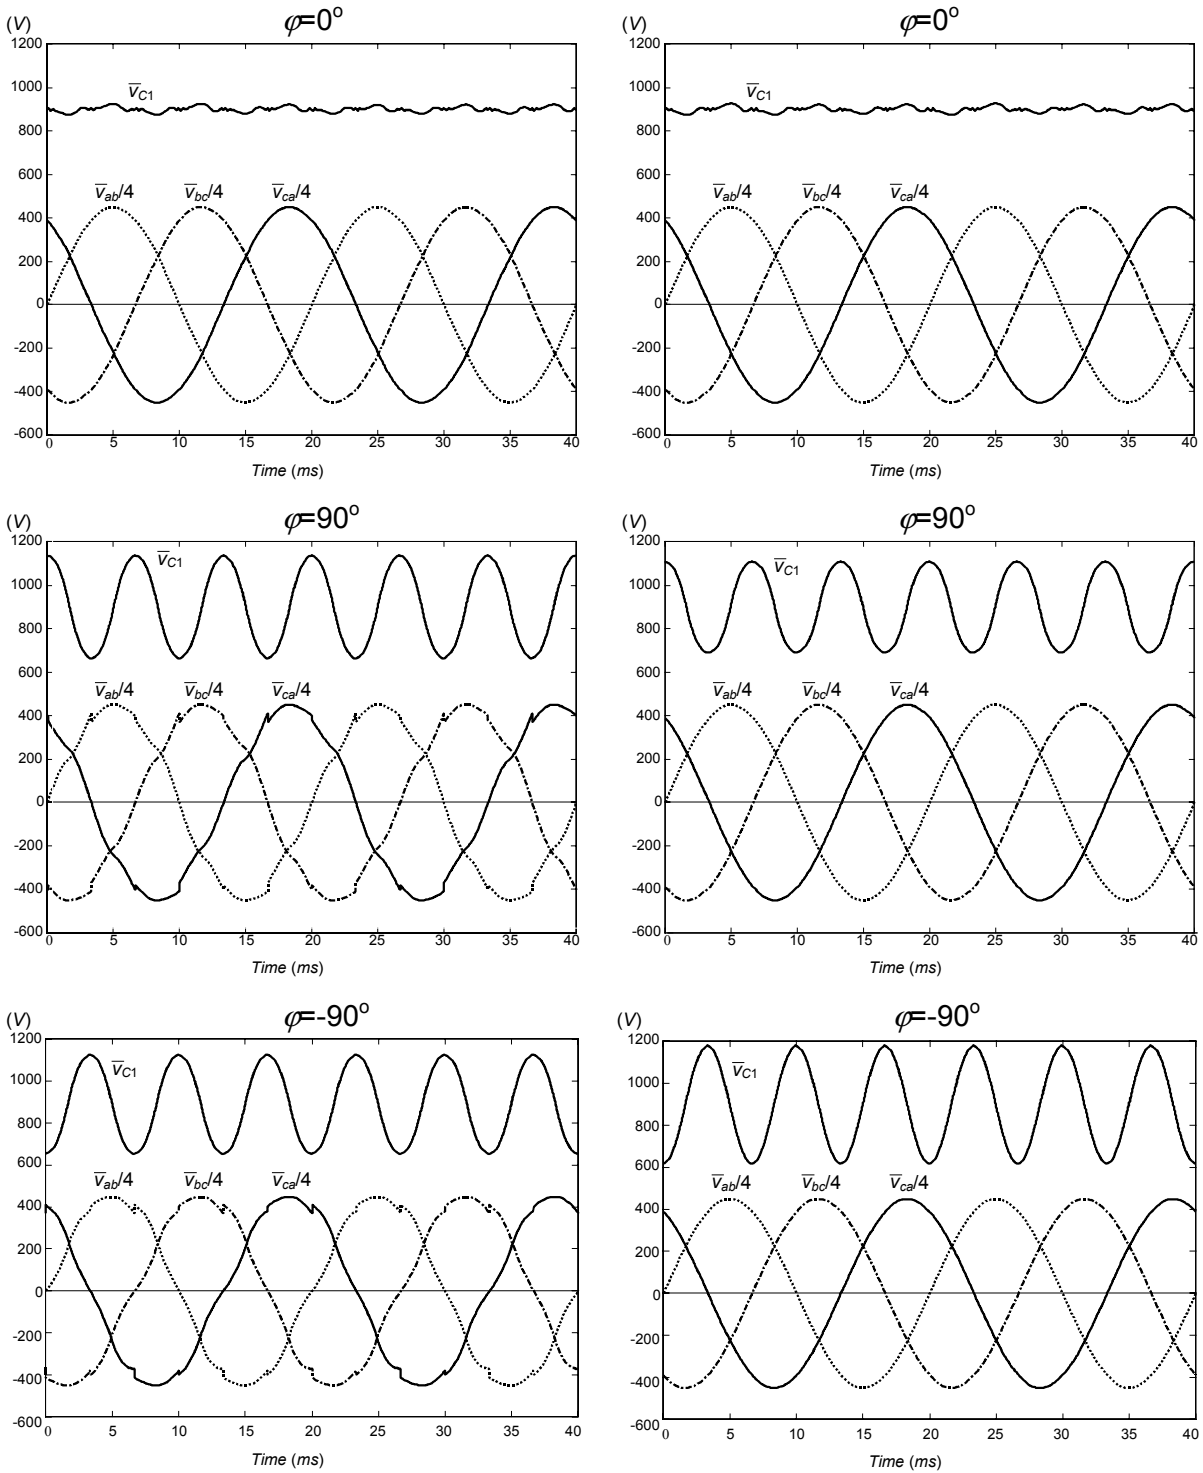 φ=0° φ=0°
(V) (V)
1200 1200
1000 1000
v̅C1 v̅C1
800 800
600 600
v̅ab/4 v̅bc/4 v̅ca/4 v̅ab/4 v̅bc/4 v̅ca/4
400 400
200 200
0 0
-200 -200
-400 -400
-600 -600
0 5 10 15 20 25 30 35 40 0 5 10 15 20 25 30 35 40
Time (ms) Time (ms)
φ=90° φ=90°
(V) (V)
1200 1200
v̅C1 v̅C1
1000 1000
800 800
600 600
v̅ab/4 v̅bc/4 v̅ca/4 v̅ab/4 v̅bc/4 v̅ca/4
400 400
200 200
0 0
-200 -200
-400 -400
-600 -600
0 5 10 15 20 25 30 35 40 0 5 10 15 20 25 30 35 40
Time (ms) Time (ms)
φ=-90° φ=-90°
(V) (V)
1200 1200
v̅C1 v̅C1
1000 1000
800 800
600 600
v̅ab/4 v̅bc/4 v̅ca/4 v̅ab/4 v̅bc/4 v̅ca/4
400 400
200 200
0 0
-200 -200
-400 -400
-600 -600
0 5 10 15 20 25 30 35 40 0 5 10 15 20 25 30 35 40
Time (ms) Time (ms)